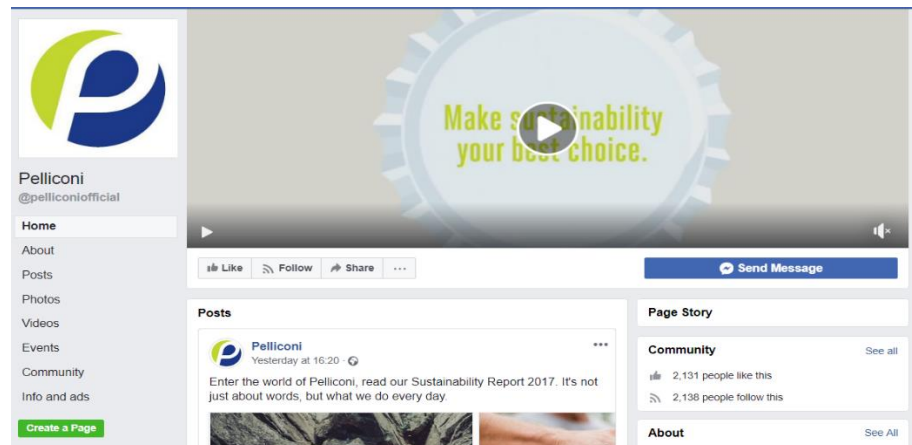 Make sustainability
your best choice.
Pelliconi
@pelliconiofficial
Home
About
Posts
Photos
Videos
Events
Community
Info and ads
Create a Page
Like
Follow
Share
Send Message
Posts
Pelliconi
Yesterday at 16:20
Enter the world of Pelliconi, read our Sustainability Report 2017. It's not
just about words, but what we do every day.
Page Story
Community
See all
2,131 people like this
2,138 people follow this
About
See All